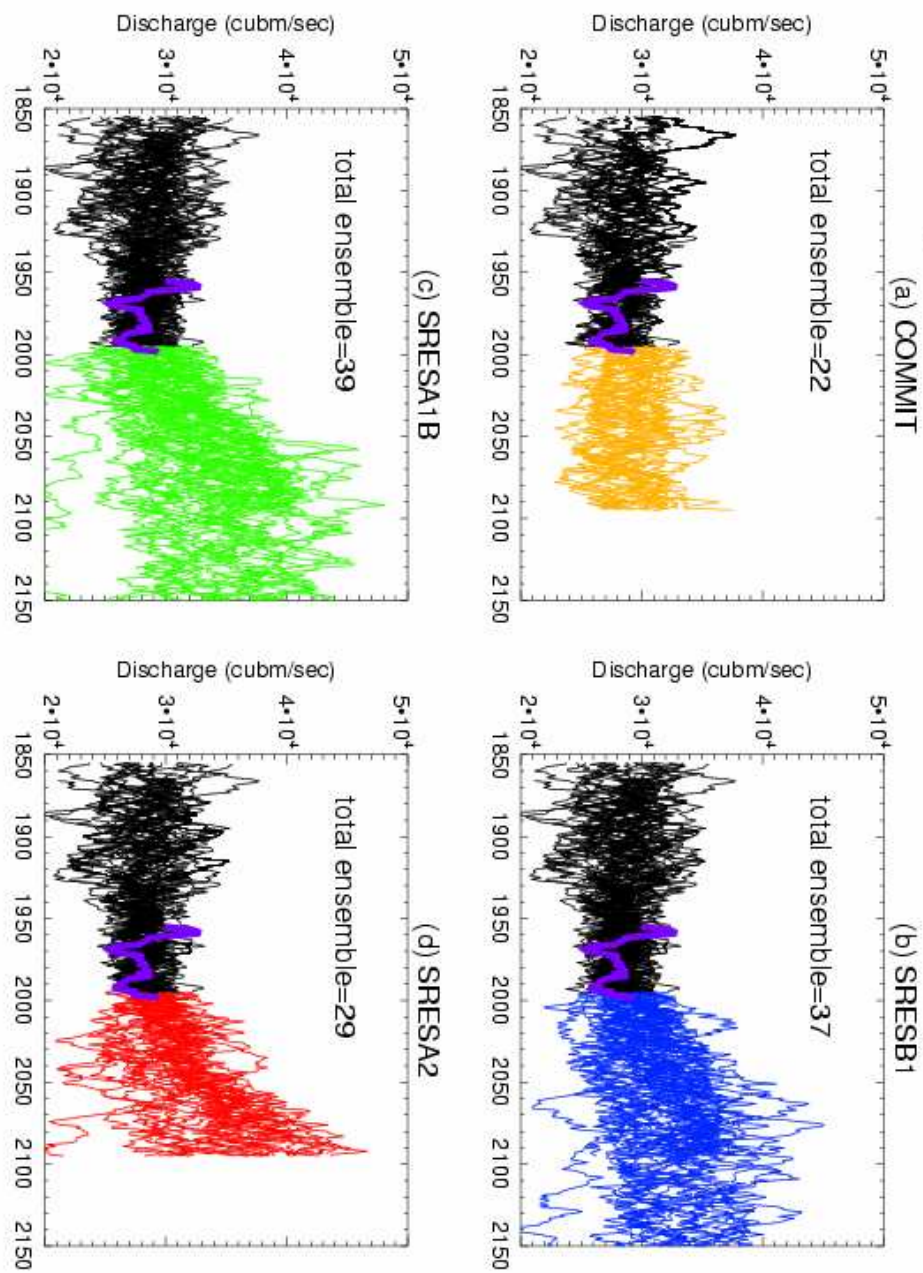 (a) COMMIT
Discharge (cubm/sec)
5•10⁴
4•10⁴
3•10⁴
2•10⁴
total ensemble=22
1850 1900 1950 2000 2050 2100 2150
(b) SRESB1
Discharge (cubm/sec)
5•10⁴
4•10⁴
3•10⁴
2•10⁴
total ensemble=37
1850 1900 1950 2000 2050 2100 2150
(c) SRESA1B
Discharge (cubm/sec)
5•10⁴
4•10⁴
3•10⁴
2•10⁴
total ensemble=39
1850 1900 1950 2000 2050 2100 2150
(d) SRESA2
Discharge (cubm/sec)
5•10⁴
4•10⁴
3•10⁴
2•10⁴
total ensemble=29
1850 1900 1950 2000 2050 2100 2150